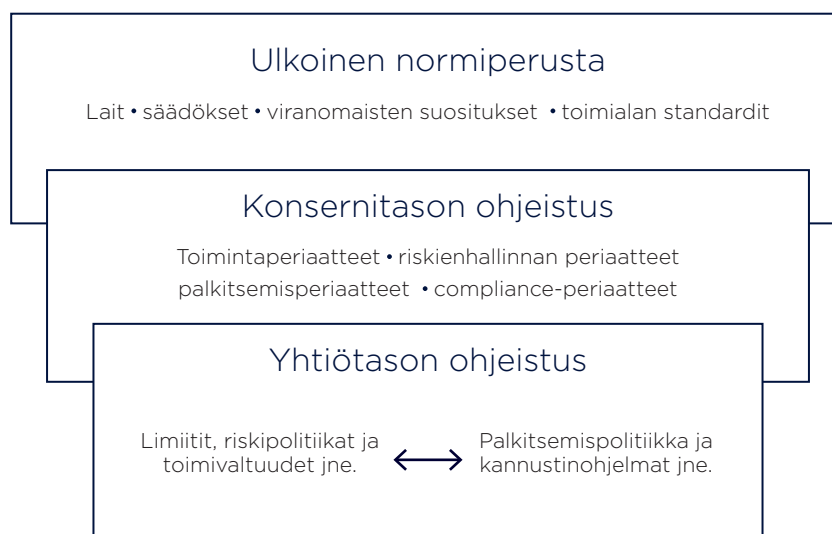 Ulkoinen normiperusta
Lait • säädökset • viranomaisten suositukset • toimialan standardit
Konsernitason ohjeistus
Toimintaperiaatteet • riskienhallinnan periaatteet
palkitsemisperiaatteet • compliance-periaatteet
Yhtiötason ohjeistus
Limiitit, riskipolitiikat ja
toimivaltuudet jne.
Palkitsemispolitiikka ja
kannustinohjelmat jne.